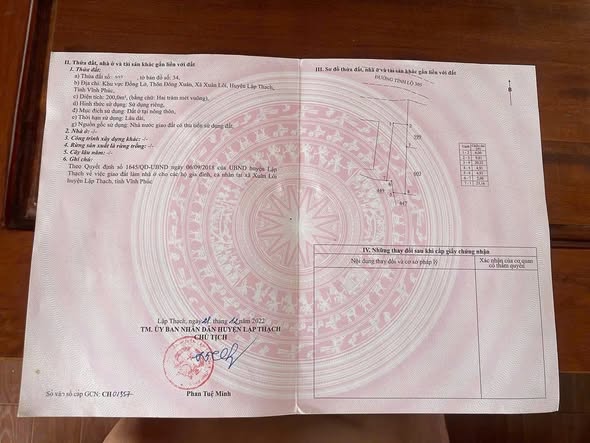 II. Thửa đất, nhà ở và tài sản khác gắn liền với đất
1. Thửa đất:
a) Thửa đất số: , tờ bản đồ số: 34,
b) Địa chỉ: Khu vực Đồng Lớ, Thôn Đông Xuân, Xã Xuân Lôi, Huyện Lập Thạch,
Tỉnh Vĩnh Phúc,
c) Diện tích: 200,0m², (bằng chữ: Hai trăm mét vuông),
d) Hình thức sử dụng: Sử dụng riêng,
đ) Mục đích sử dụng: Đất ở tại nông thôn,
e) Thời hạn sử dụng: Lâu dài,
g) Nguồn gốc sử dụng: Nhà nước giao đất có thu tiền sử dụng đất.
2. Nhà ở: -/-
3. Công trình xây dựng khác: -/-
4. Rừng sản xuất là rừng trồng: -/-
5. Cây lâu năm: -/-
6. Ghi chú:
Theo Quyết định số 1645/QĐ-UBND ngày 06/09/2018 của UBND huyện Lập
Thạch về việc giao đất làm nhà ở cho các hộ gia đình, cá nhân tại xã Xuân Lôi
huyện Lập Thạch, tỉnh Vĩnh Phúc
Lập Thạch, ngày tháng 12 năm 2022
TM. ỦY BAN NHÂN DÂN HUYỆN LẬP THẠCH
CHỦ TỊCH
Phan Tuệ Minh
Số vào sổ cấp GCN: CH01957
III. Sơ đồ thửa đất, nhà ở và tài sản khác gắn liền với đất
ĐƯỜNG TỈNH LỘ 305
B
603
449
447
IV. Những thay đổi sau khi cấp giấy chứng nhận
Nội dung thay đổi và cơ sở pháp lý
Xác nhận của cơ quan
có thẩm quyền